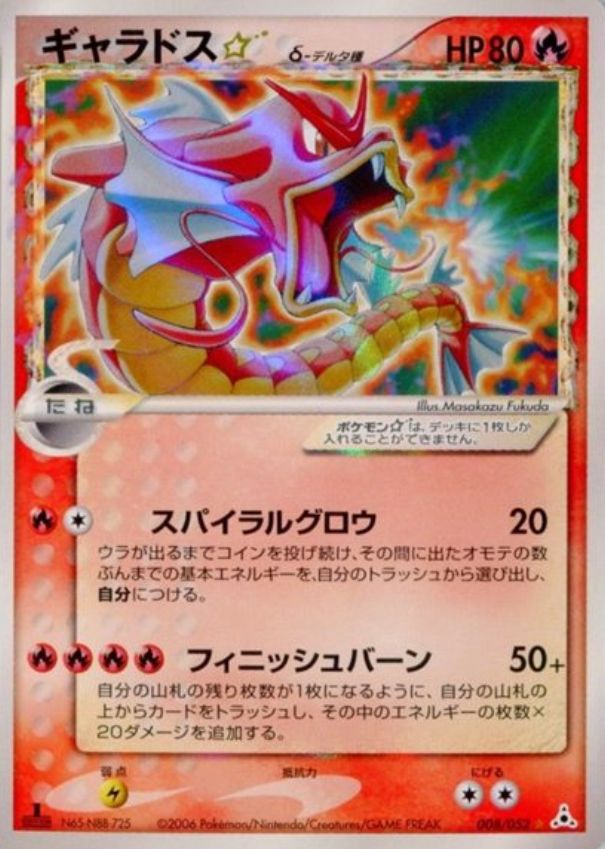 ギャラドス☆ δ-デルタ種 HP80
たね
Illus.Masakazu Fukuda
ポケモン☆は、デッキに1枚しか
入れることができません。
スパイラルグロウ 20
ウラが出るまでコインを投げ続け、その間に出たオモテの数
ぶんまでの基本エネルギーを、自分のトラッシュから選び出し、
自分につける。
フィニッシュバーン 50+
自分の山札の残り枚数が1枚になるように、自分の山札の
上からカードをトラッシュし、その中のエネルギーの枚数×
20ダメージを追加する。
弱点 抵抗力 にげる
1
N65-N88-725 ©2006 Pokémon/Nintendo/Creatures/GAME FREAK 008/052